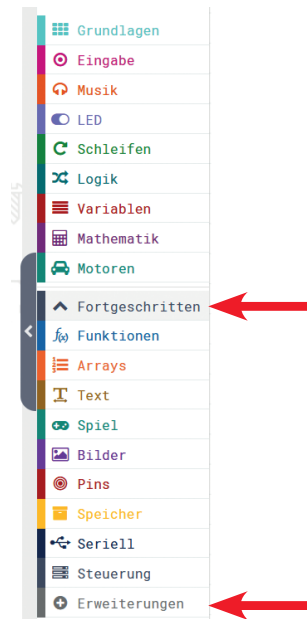 Grundlagen
Eingabe
Musik
LED
Schleifen
Logik
Variablen
Mathematik
Motoren
Fortgeschritten
f(x) Funktionen
Arrays
Text
Spiel
Bilder
Pins
Speicher
Seriell
Steuerung
Erweiterungen